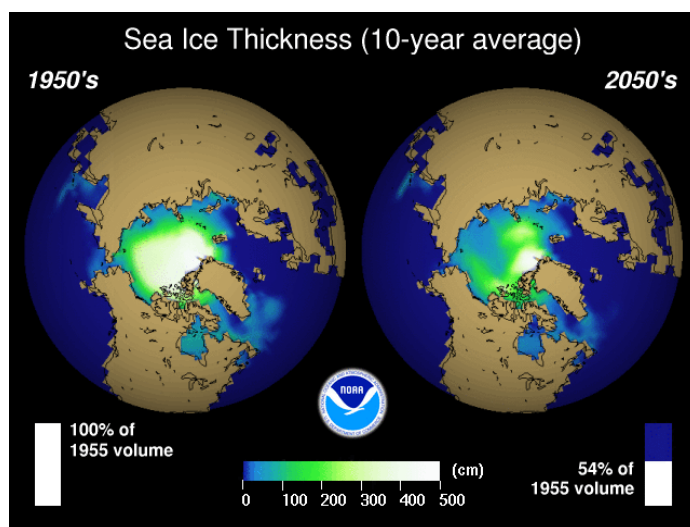 Sea Ice Thickness (10-year average)
1950's
2050's
NOAA
100% of
1955 volume
(cm)
0 100 200 300 400 500
54% of
1955 volume